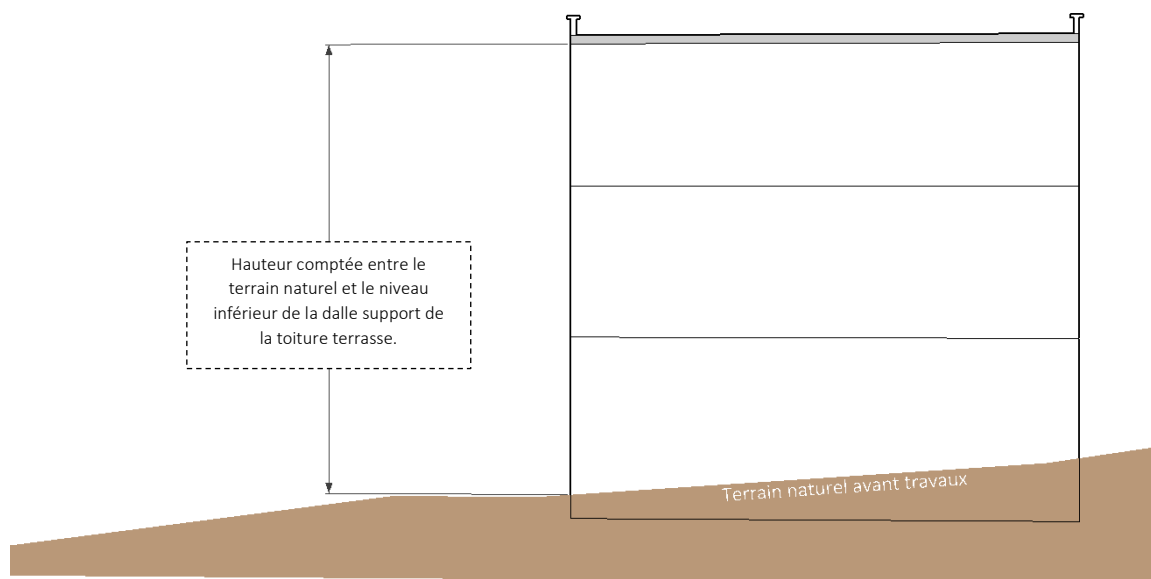 Hauteur comptée entre le
terrain naturel et le niveau
inférieur de la dalle support de
la toiture terrasse.
Terrain naturel avant travaux